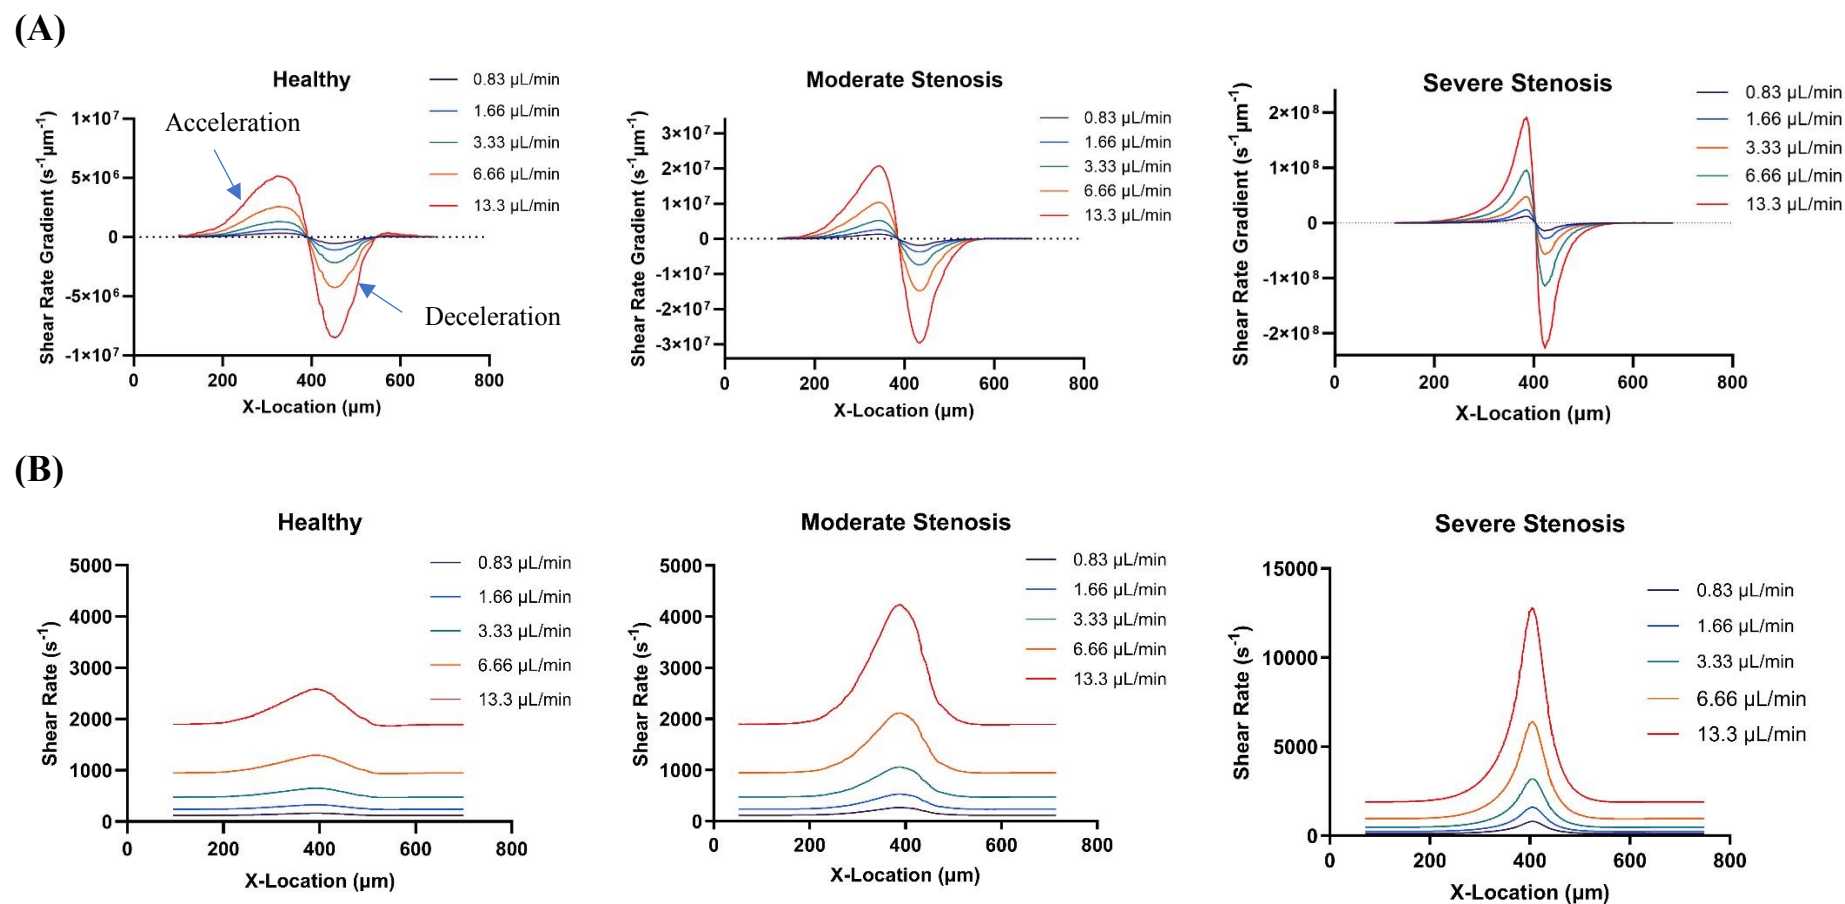 (A)
Healthy
0.83 µL/min
1.66 µL/min
3.33 µL/min
6.66 µL/min
13.3 µL/min
Acceleration
Deceleration
Shear Rate Gradient (s⁻¹µm⁻¹)
1×10⁷
5×10⁶
0
-5×10⁶
-1×10⁷
0 200 400 600 800
X-Location (µm)
Moderate Stenosis
0.83 µL/min
1.66 µL/min
3.33 µL/min
6.66 µL/min
13.3 µL/min
Shear Rate Gradient (s⁻¹µm⁻¹)
3×10⁷
2×10⁷
1×10⁷
0
-1×10⁷
-2×10⁷
-3×10⁷
0 200 400 600 800
X-Location (µm)
Severe Stenosis
0.83 µL/min
1.66 µL/min
3.33 µL/min
6.66 µL/min
13.3 µL/min
Shear Rate Gradient (s⁻¹µm⁻¹)
2×10⁸
1×10⁸
0
-1×10⁸
-2×10⁸
0 200 400 600 800
X-Location (µm)
(B)
Healthy
0.83 µL/min
1.66 µL/min
3.33 µL/min
6.66 µL/min
13.3 µL/min
Shear Rate (s⁻¹)
5000
4000
3000
2000
1000
0
0 200 400 600 800
X-Location (µm)
Moderate Stenosis
0.83 µL/min
1.66 µL/min
3.33 µL/min
6.66 µL/min
13.3 µL/min
Shear Rate (s⁻¹)
5000
4000
3000
2000
1000
0
0 200 400 600 800
X-Location (µm)
Severe Stenosis
0.83 µL/min
1.66 µL/min
3.33 µL/min
6.66 µL/min
13.3 µL/min
Shear Rate (s⁻¹)
15000
10000
5000
0
0 200 400 600 800
X-Location (µm)